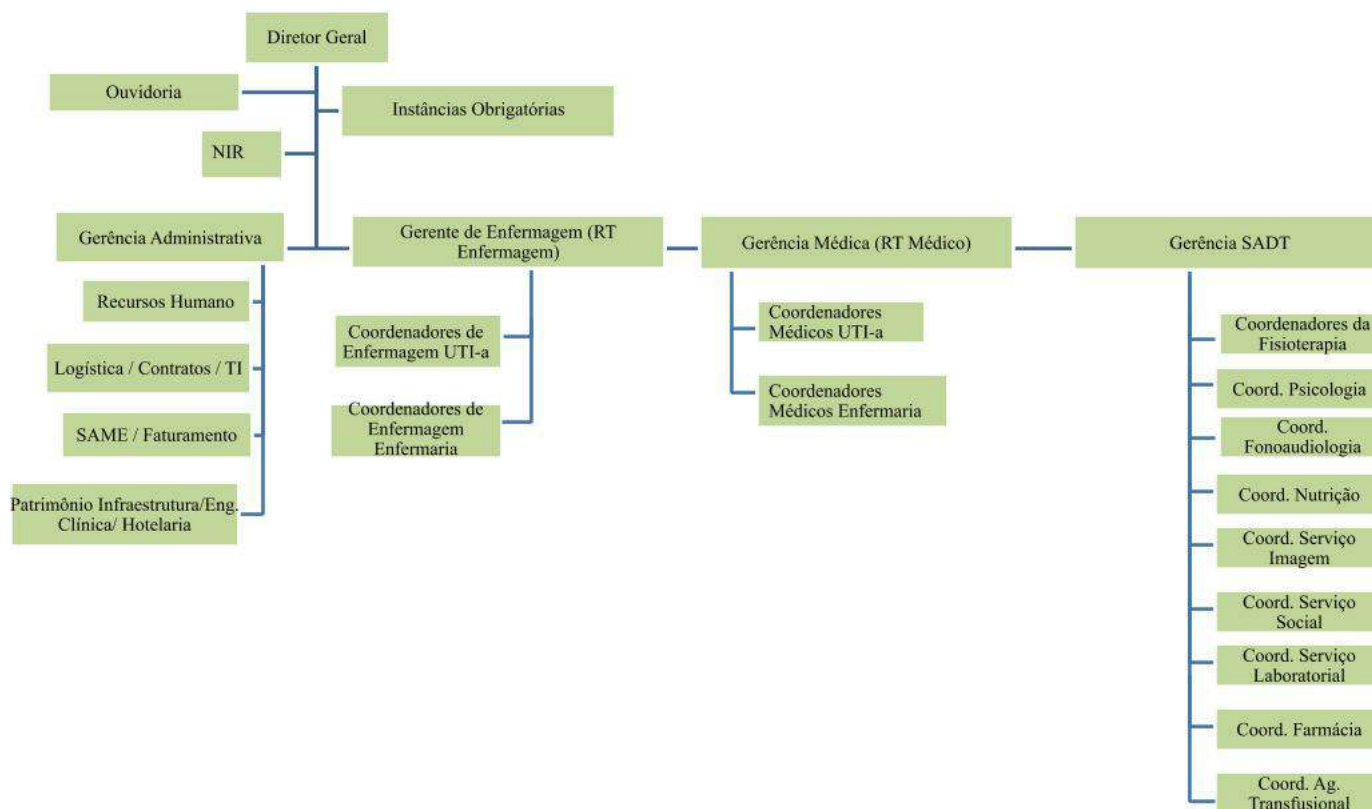 Diretor Geral
Ouvidoria
Instâncias Obrigatórias
NIR
Gerência Administrativa
Gerente de Enfermagem (RT
Enfermagem)
Gerência Médica (RT Médico)
Gerência SADT
Recursos Humano
Logística / Contratos / TI
SAME / Faturamento
Patrimônio Infraestrutura/Eng.
Clínica/ Hotelaria
Coordenadores de
Enfermagem UTI-a
Coordenadores de
Enfermagem
Enfermaria
Coordenadores
Médicos UTI-a
Coordenadores
Médicos Enfermaria
Coordenadores da
Fisioterapia
Coord. Psicologia
Coord.
Fonoaudiologia
Coord. Nutrição
Coord. Serviço
Imagem
Coord. Serviço
Social
Coord. Serviço
Laboratorial
Coord. Farmácia
Coord. Ag.
Transfusional